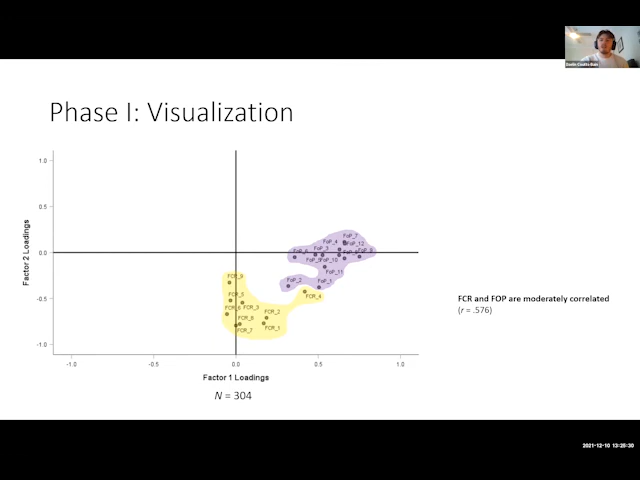 Phase I: Visualization
1.0
0.5
0.0
-0.5
-1.0
Factor 2 Loadings
FoP_7
FoP_4
FoP_12
FoP_3
FoP_8
FoP_10
FoP_11
FoP_2
FoP_1
FCR_4
FCR_5
FCR_3
FCR_2
FCR_8
FCR_1
FCR_7
-1.0
-0.5
0.0
0.5
1.0
Factor 1 Loadings
N = 304
FCR and FOP are moderately correlated
(r = .576)
2021-12-10 13:25:30